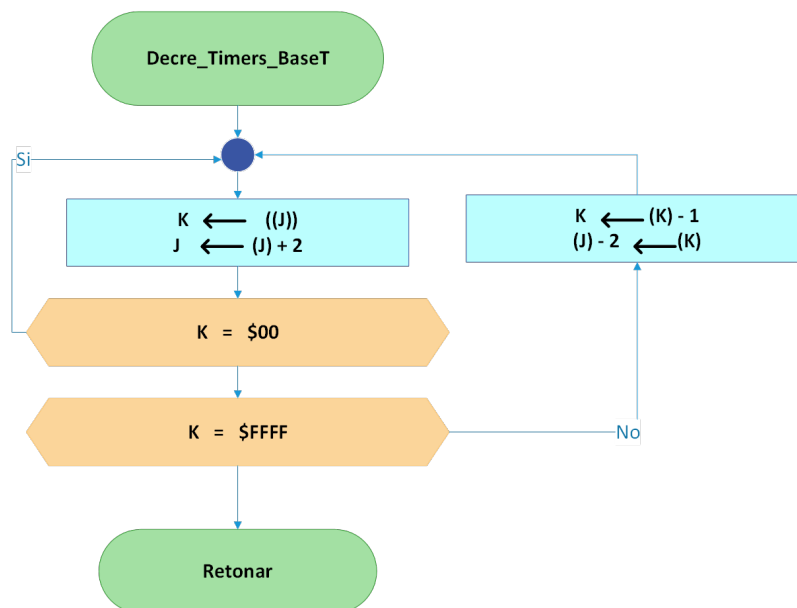 Decre_Timers_BaseT
Si
K ← ((J))
J ← (J) + 2
K ← (K) - 1
(J) - 2 ← (K)
K = $00
K = $FFFF
No
Retonar